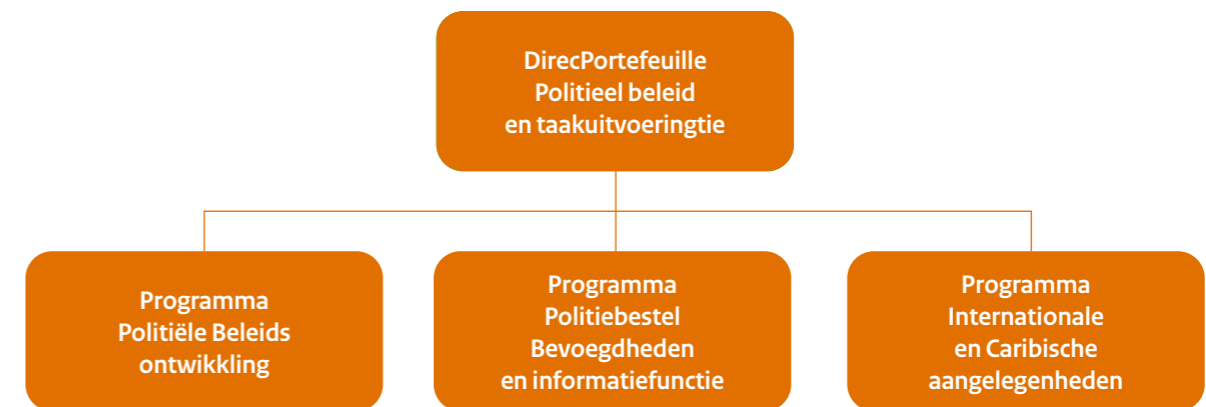 DirecPortefeuille
Politieel beleid
en taakuitvoeringtie
Programma
Politiële Beleids
ontwikkling
Programma
Politiebestel
Bevoegdheden
en informatiefunctie
Programma
Internationale
en Caribische
aangelegenheden